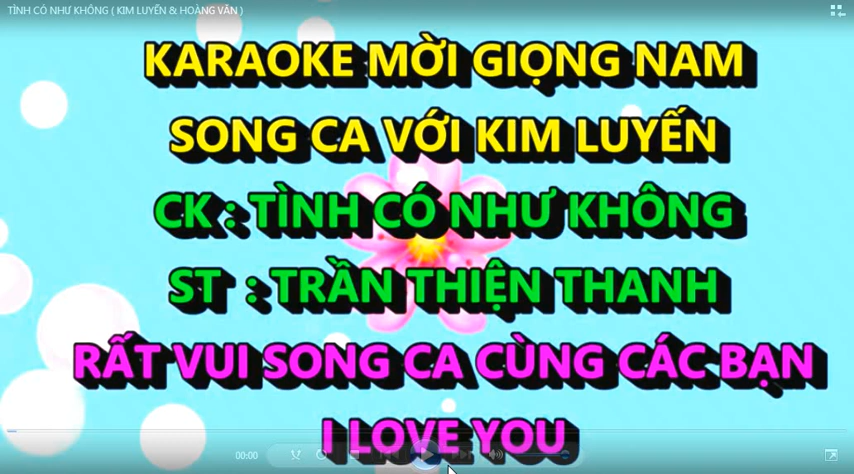 TÌNH CÓ NHƯ KHÔNG ( KIM LUYẾN & HOÀNG VÂN )
KARAOKE MỜI GIỌNG NAM
SONG CA VỚI KIM LUYẾN
CK : TÌNH CÓ NHƯ KHÔNG
ST : TRẦN THIỆN THANH
RẤT VUI SONG CA CÙNG CÁC BẠN
I LOVE YOU
00:00